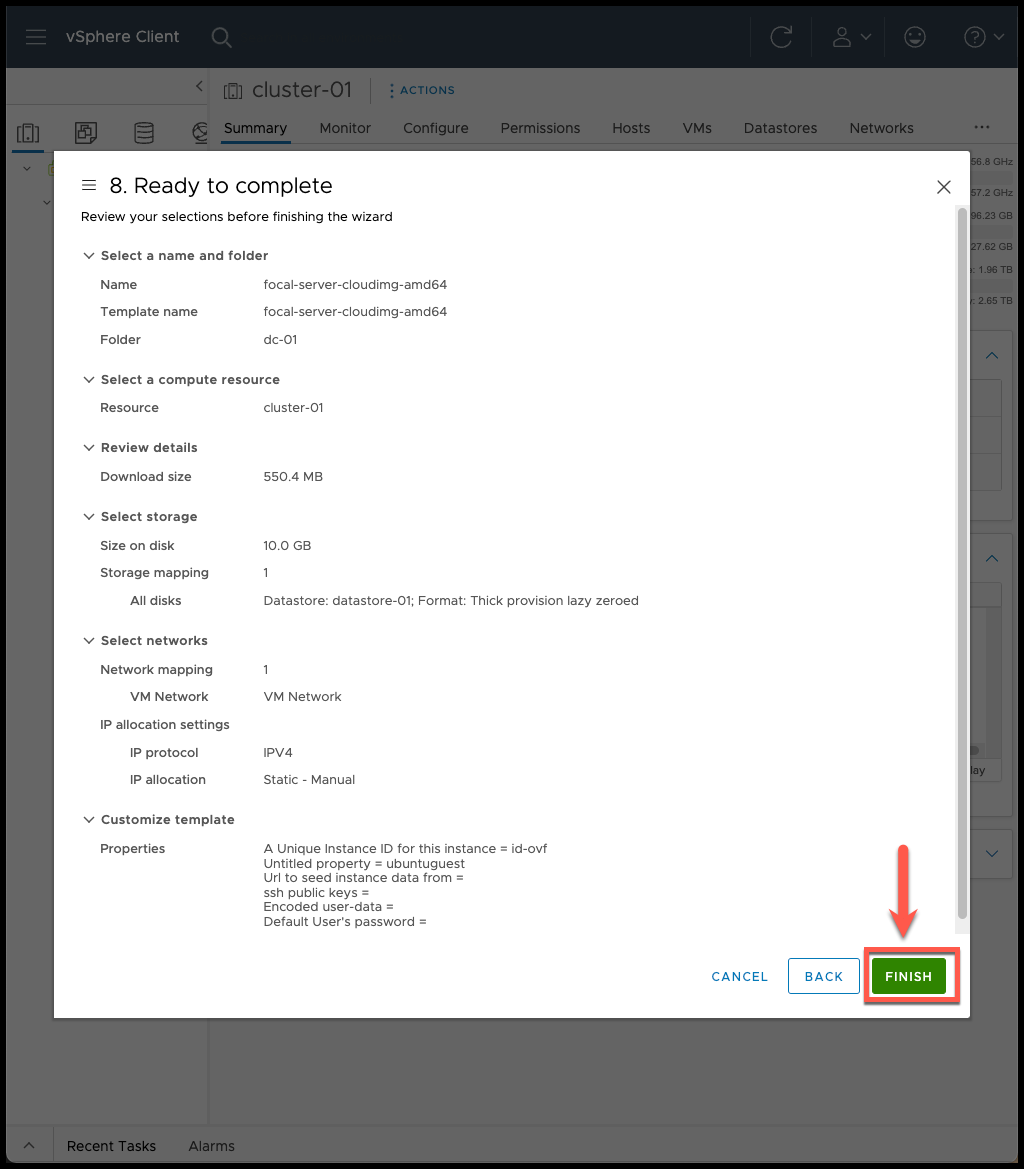 vSphere Client
cluster-01
ACTIONS
Summary Monitor Configure Permissions Hosts VMs Datastores Networks ...
56.8 GHz
57.2 GHz
96.23 GB
27.62 GB
1.96 TB
2.65 TB
8. Ready to complete
Review your selections before finishing the wizard
Select a name and folder
Name focal-server-cloudimg-amd64
Template name focal-server-cloudimg-amd64
Folder dc-01
Select a compute resource
Resource cluster-01
Review details
Download size 550.4 MB
Select storage
Size on disk 10.0 GB
Storage mapping 1
All disks Datastore: datastore-01; Format: Thick provision lazy zeroed
Select networks
Network mapping 1
VM Network VM Network
IP allocation settings
IP protocol IPV4
IP allocation Static - Manual
Customize template
Properties A Unique Instance ID for this instance = id-ovf
Untitled property = ubuntuguest
Url to seed instance data from =
ssh public keys =
Encoded user-data =
Default User's password =
CANCEL BACK FINISH
Recent Tasks Alarms